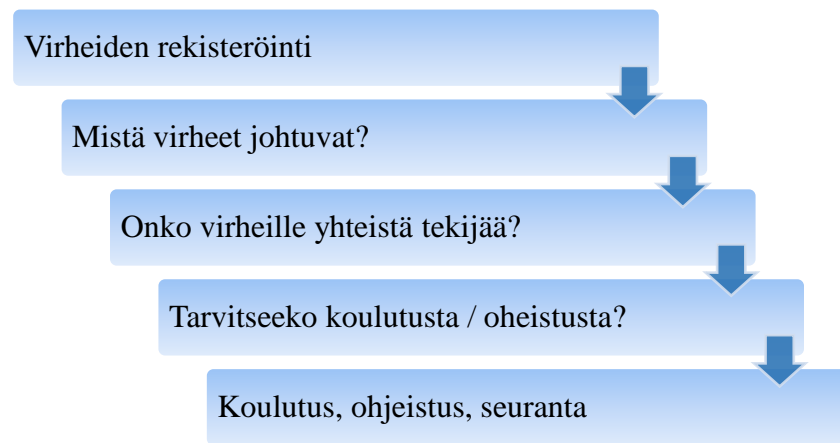 Virheiden rekisteröinti
Mistä virheet johtuvat?
Onko virheille yhteistä tekijää?
Tarvitseeko koulutusta / oheistusta?
Koulutus, ohjeistus, seuranta